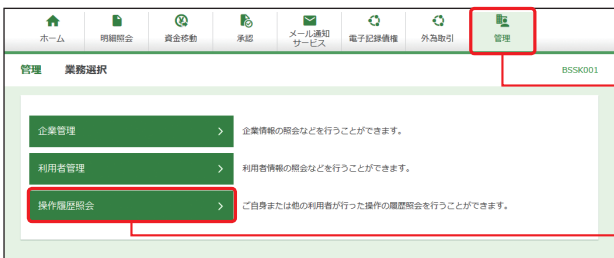 ホーム
明細照会
資金移動
承認
メール通知
サービス
電子記録債権
外為取引
管理
管理 業務選択
BSSK001
企業管理
企業情報の照会などを行うことができます。
利用者管理
利用者情報の照会などを行うことができます。
操作履歴照会
ご自身または他の利用者が行った操作の履歴照会を行うことができます。